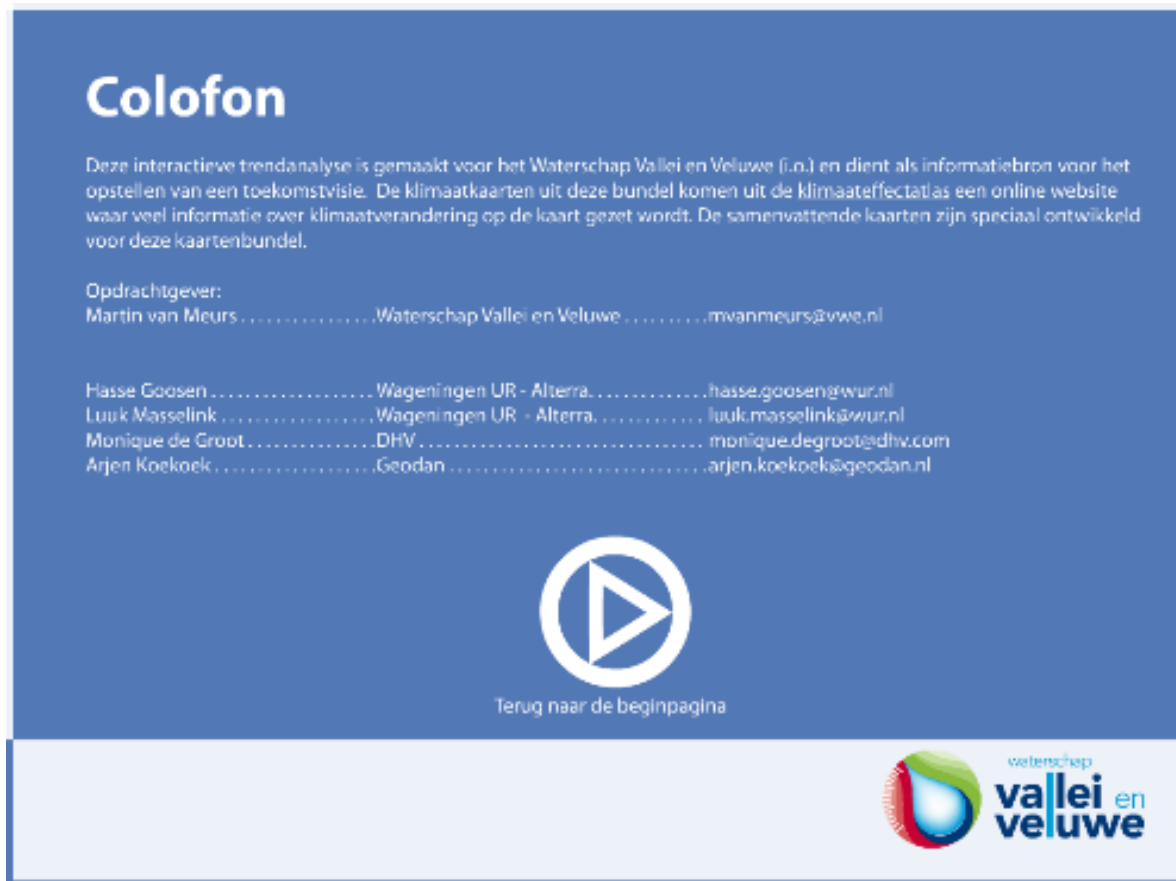 Colofon
Deze interactieve trendanalyse is gemaakt voor het Waterschap Vallei en Veluwe (i.o.) en dient als informatiebron voor het
opstellen van een toekomstvisie. De klimaatkaarten uit deze bundel komen uit de klimaateffectatlas een online website
waar veel informatie over klimaatverandering op de kaart gezet wordt. De samenvattende kaarten zijn speciaal ontwikkeld
voor deze kaartenbundel.
Opdrachtgever:
Martin van Meurs................Waterschap Vallei en Veluwe..........mvanmeurs@vwe.nl
Hasse Goosen...................Wageningen UR - Alterra..............hasse.goosen@wur.nl
Luuk Masselink..................Wageningen UR - Alterra.............luuk.masselink@wur.nl
Monique de Groot...............DHV.................................monique.degroot@dhv.com
Arjen Koekoek...................Geodan..............................arjen.koekoek@geodan.nl
Terug naar de beginpagina
waterschap
vallei en
veluwe